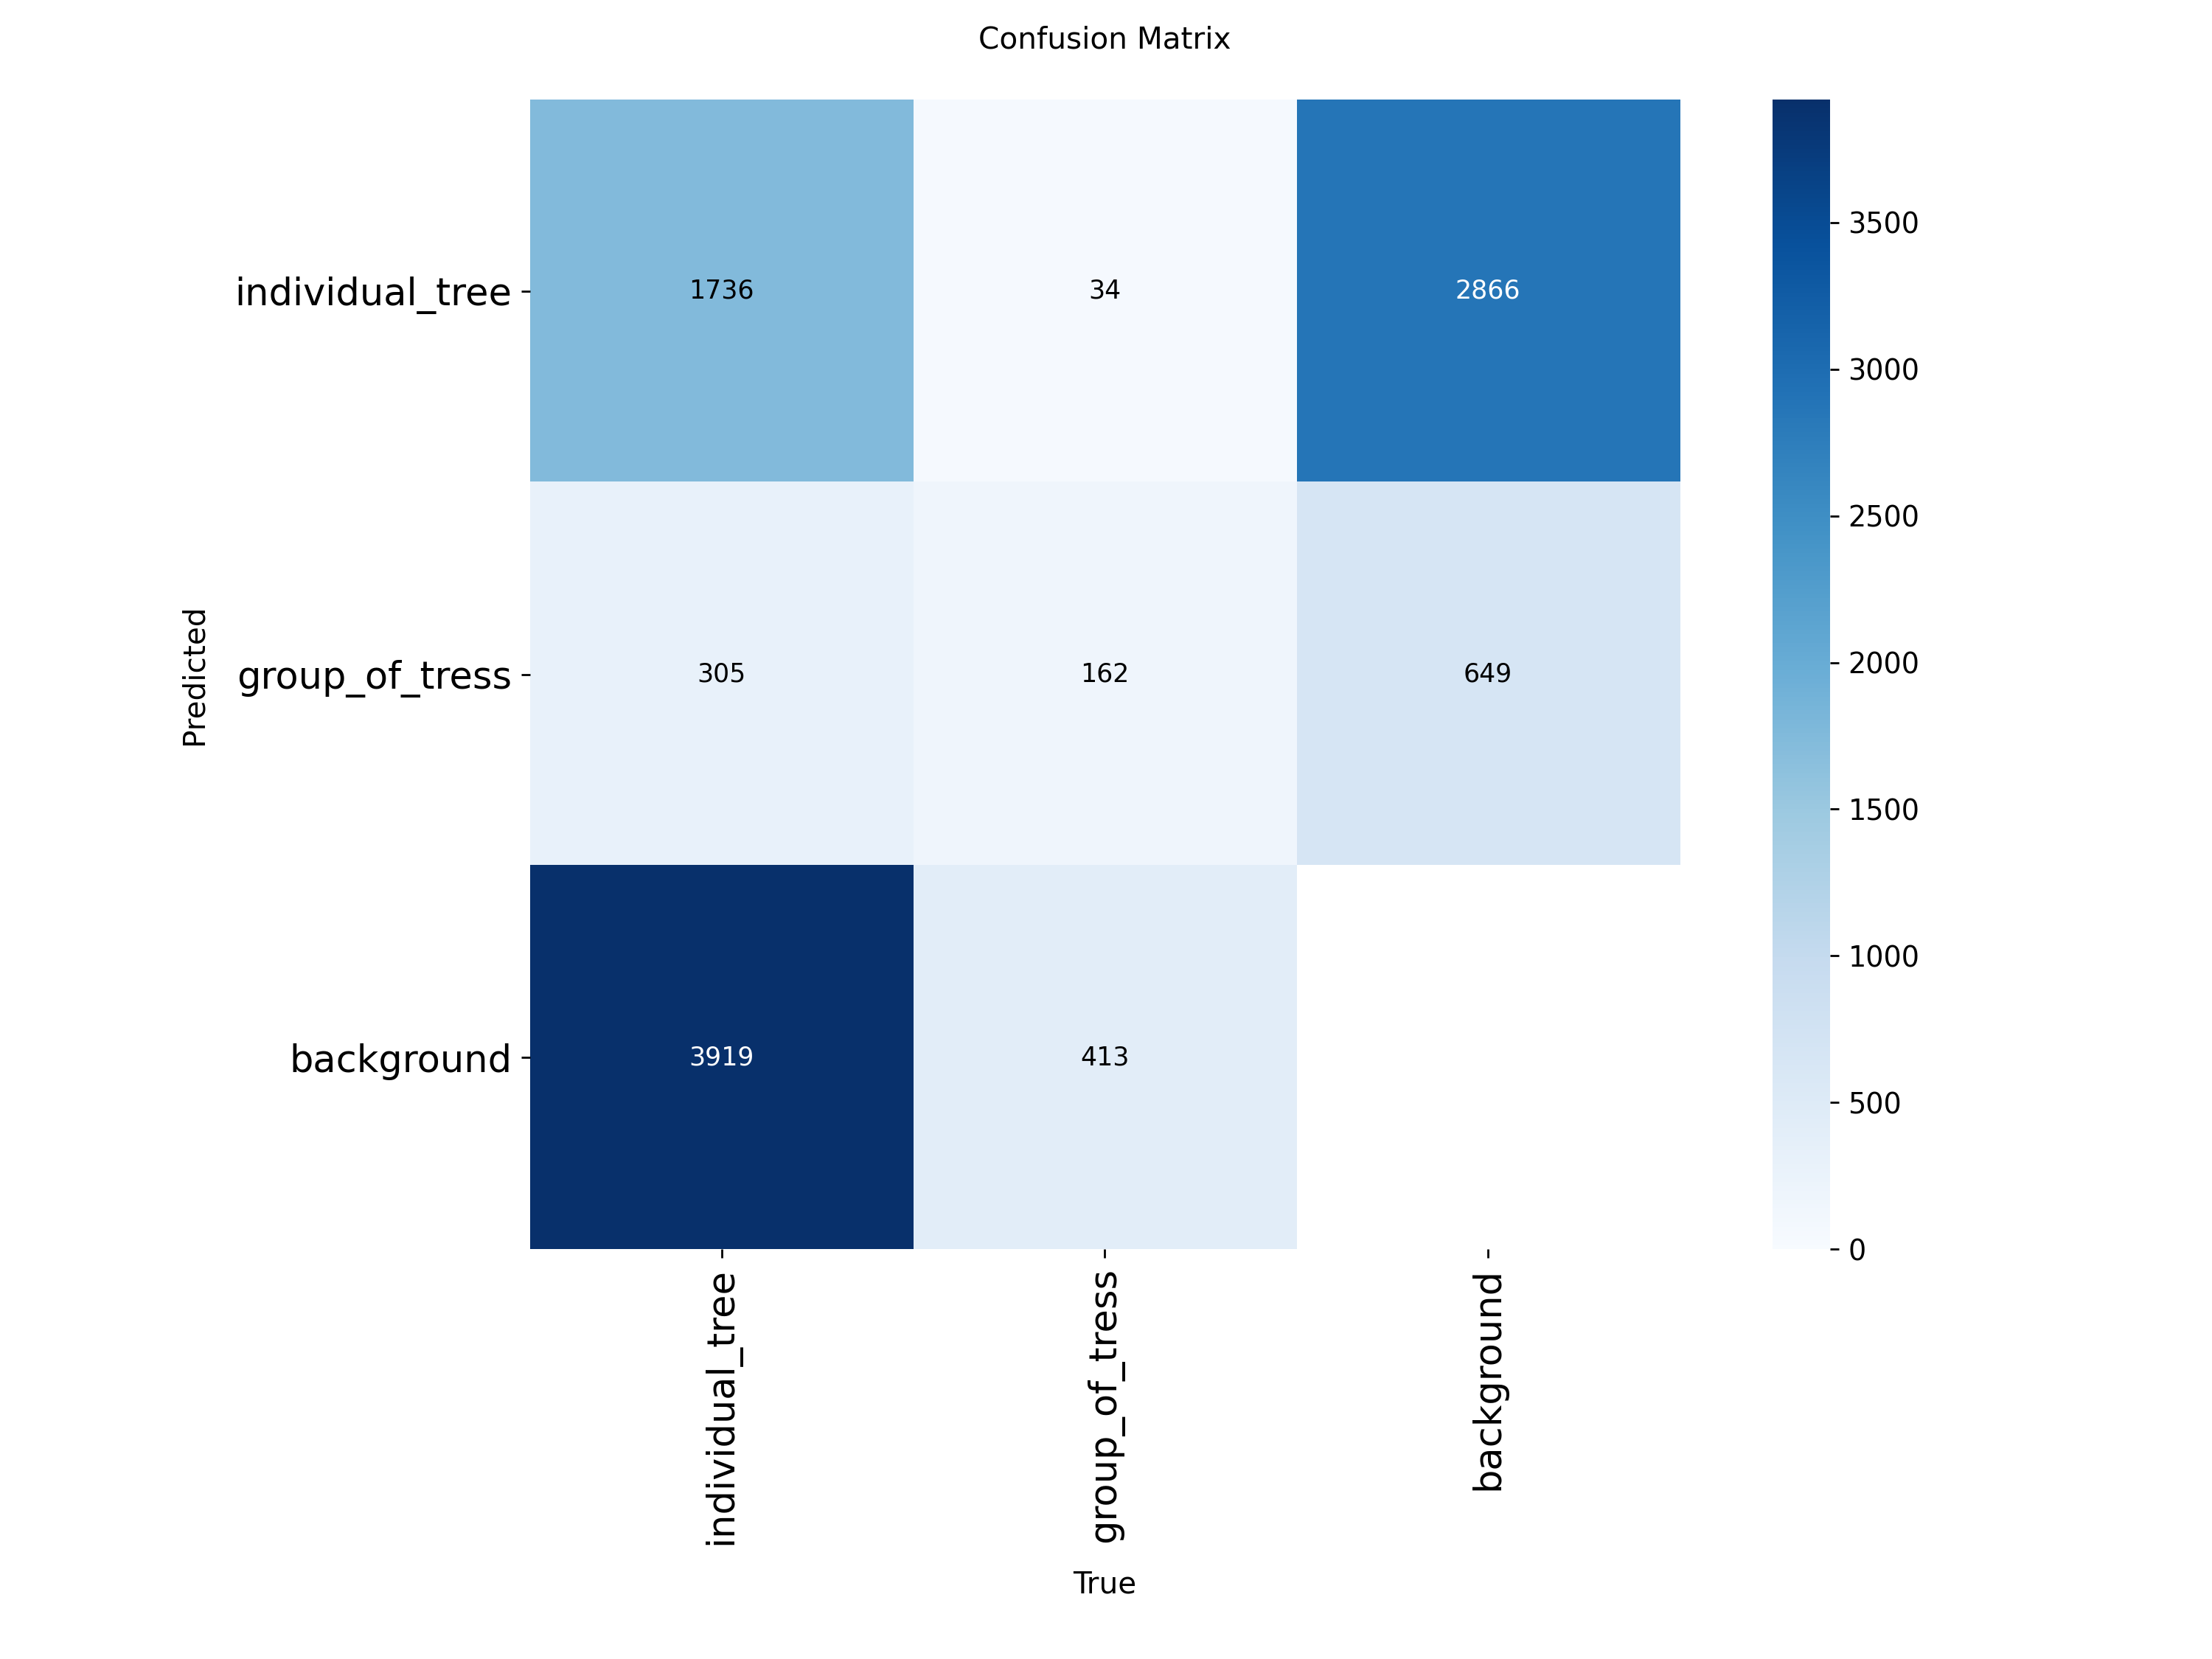 Confusion Matrix
individual_tree
1736
34
2866
group_of_tress
305
162
649
background
3919
413
Predicted
individual_tree
group_of_tress
background
True
3500
3000
2500
2000
1500
1000
500
0